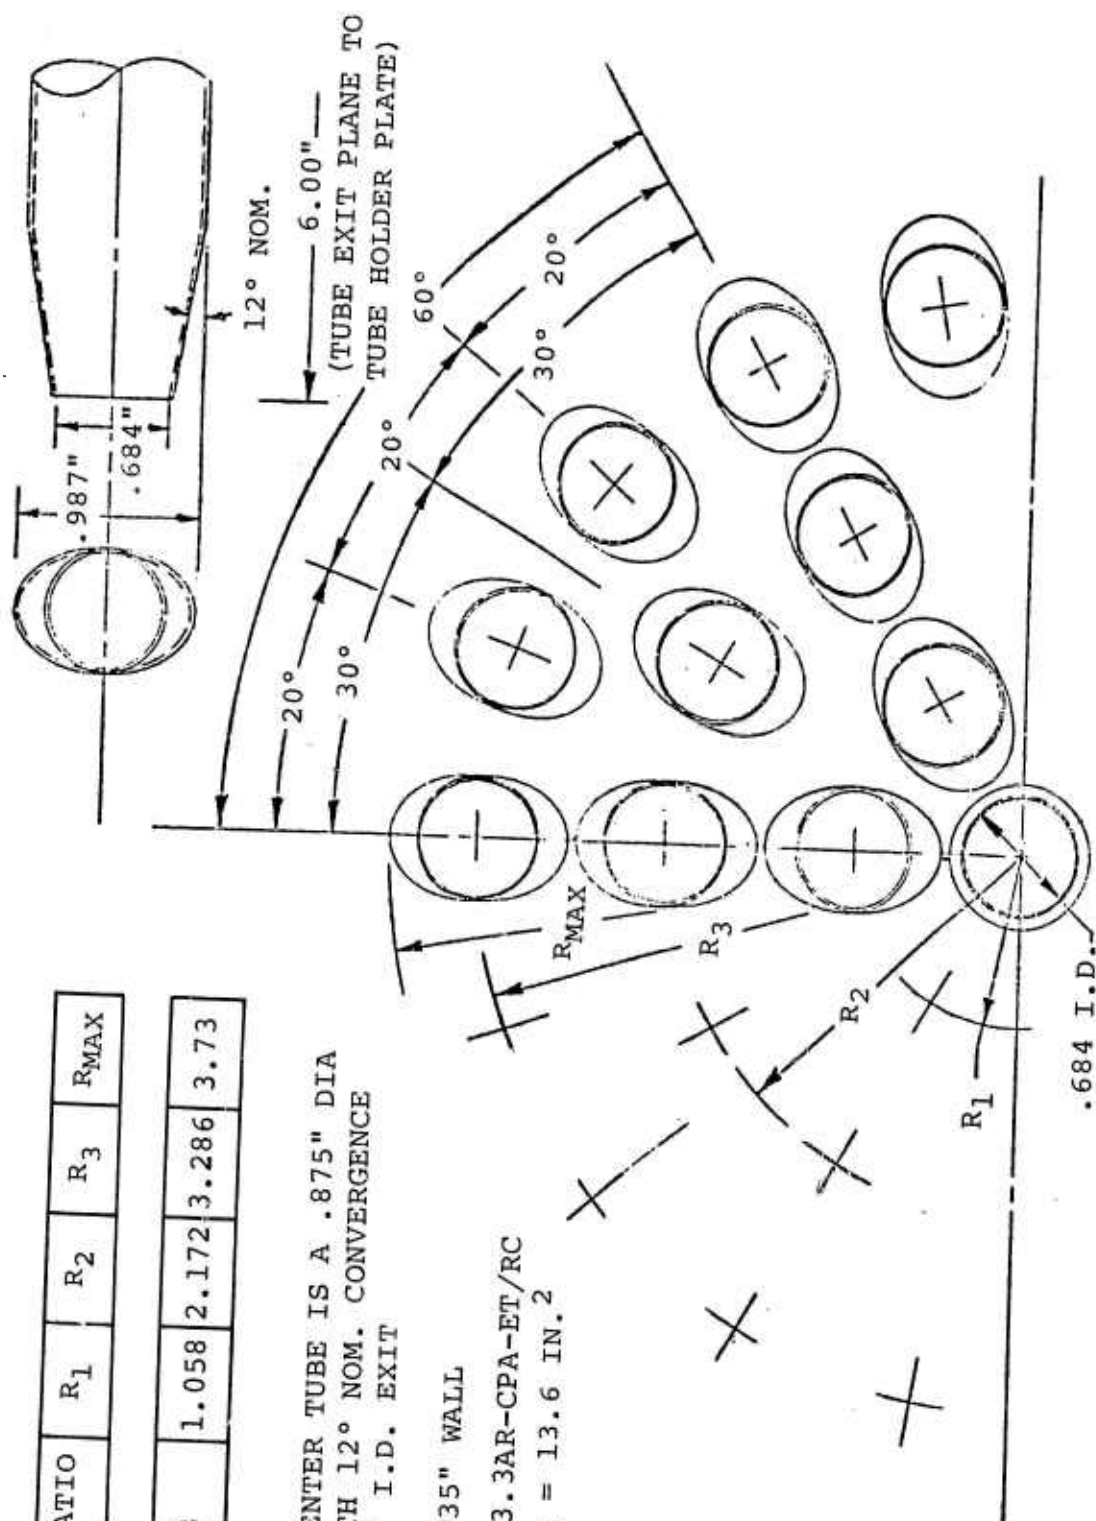 ATIO R1 R2 R3 RMAX
1.058 2.172 3.286 3.73
ENTER TUBE IS A .875" DIA
TH 12° NOM. CONVERGENCE
I.D. EXIT
35" WALL
3.3AR-CPA-ET/RC
= 13.6 IN.2
.987"
.684"
12° NOM.
6.00"
(TUBE EXIT PLANE TO
TUBE HOLDER PLATE)
60°
20°
20°
20°
30°
30°
RMAX
R3
R2
R1
.684 I.D.